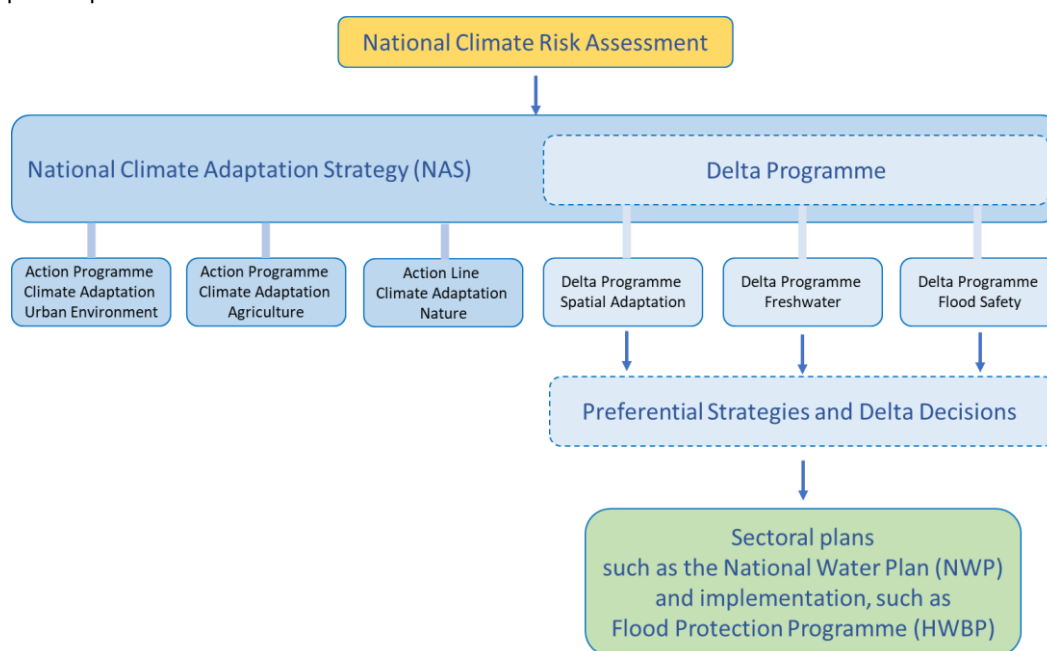 National Climate Risk Assessment
National Climate Adaptation Strategy (NAS)
Delta Programme
Action Programme
Climate Adaptation
Urban Environment
Action Programme
Climate Adaptation
Agriculture
Action Line
Climate Adaptation
Nature
Delta Programme
Spatial Adaptation
Delta Programme
Freshwater
Delta Programme
Flood Safety
Preferential Strategies and Delta Decisions
Sectoral plans
such as the National Water Plan (NWP)
and implementation, such as
Flood Protection Programme (HWBP)